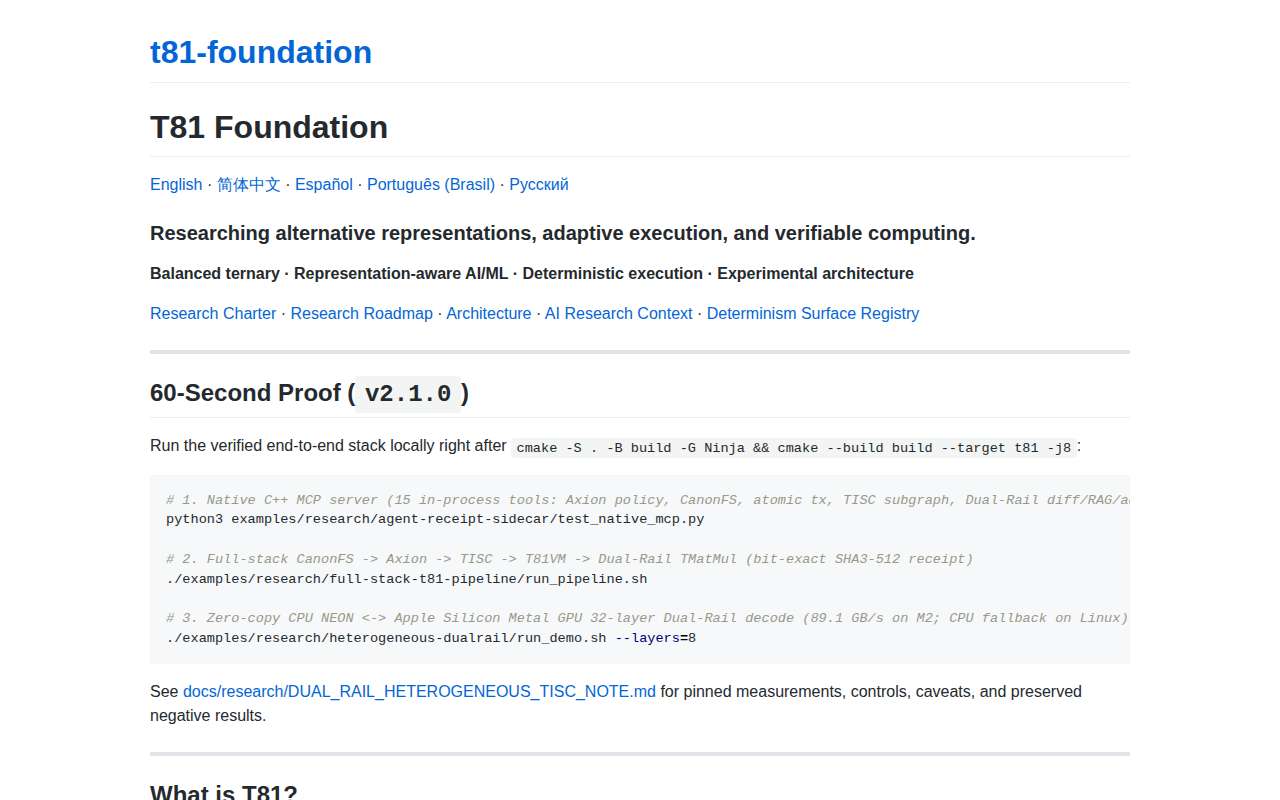 t81-foundation
T81 Foundation
English · 简体中文 · Español · Português (Brasil) · Русский
Researching alternative representations, adaptive execution, and verifiable computing.
Balanced ternary · Representation-aware AI/ML · Deterministic execution · Experimental architecture
Research Charter · Research Roadmap · Architecture · AI Research Context · Determinism Surface Registry
60-Second Proof ( v2.1.0 )
Run the verified end-to-end stack locally right after cmake -S . -B build -G Ninja && cmake --build build --target t81 -j8 :
# 1. Native C++ MCP server (15 in-process tools: Axion policy, CanonFS, atomic tx, TISC subgraph, Dual-Rail diff/RAG/
python3 examples/research/agent-receipt-sidecar/test_native_mcp.py
# 2. Full-stack CanonFS -> Axion -> TISC -> T81VM -> Dual-Rail TMatMul (bit-exact SHA3-512 receipt)
./examples/research/full-stack-t81-pipeline/run_pipeline.sh
# 3. Zero-copy CPU NEON <-> Apple Silicon Metal GPU 32-layer Dual-Rail decode (89.1 GB/s on M2; CPU fallback on Linux)
./examples/research/heterogeneous-dualrail/run_demo.sh --layers=8
See docs/research/DUAL_RAIL_HETEROGENEOUS_TISC_NOTE.md for pinned measurements, controls, caveats, and preserved
negative results.
What is T81?